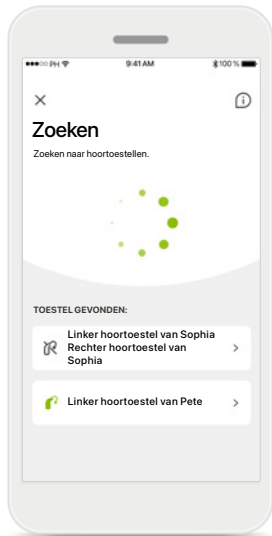 PH 9:41 AM 100 %
Zoeken
Zoeken naar hoortoestellen.
TOESTEL GEVONDEN:
Linker hoortoestel van Sophia
Rechter hoortoestel van
Sophia
Linker hoortoestel van Pete